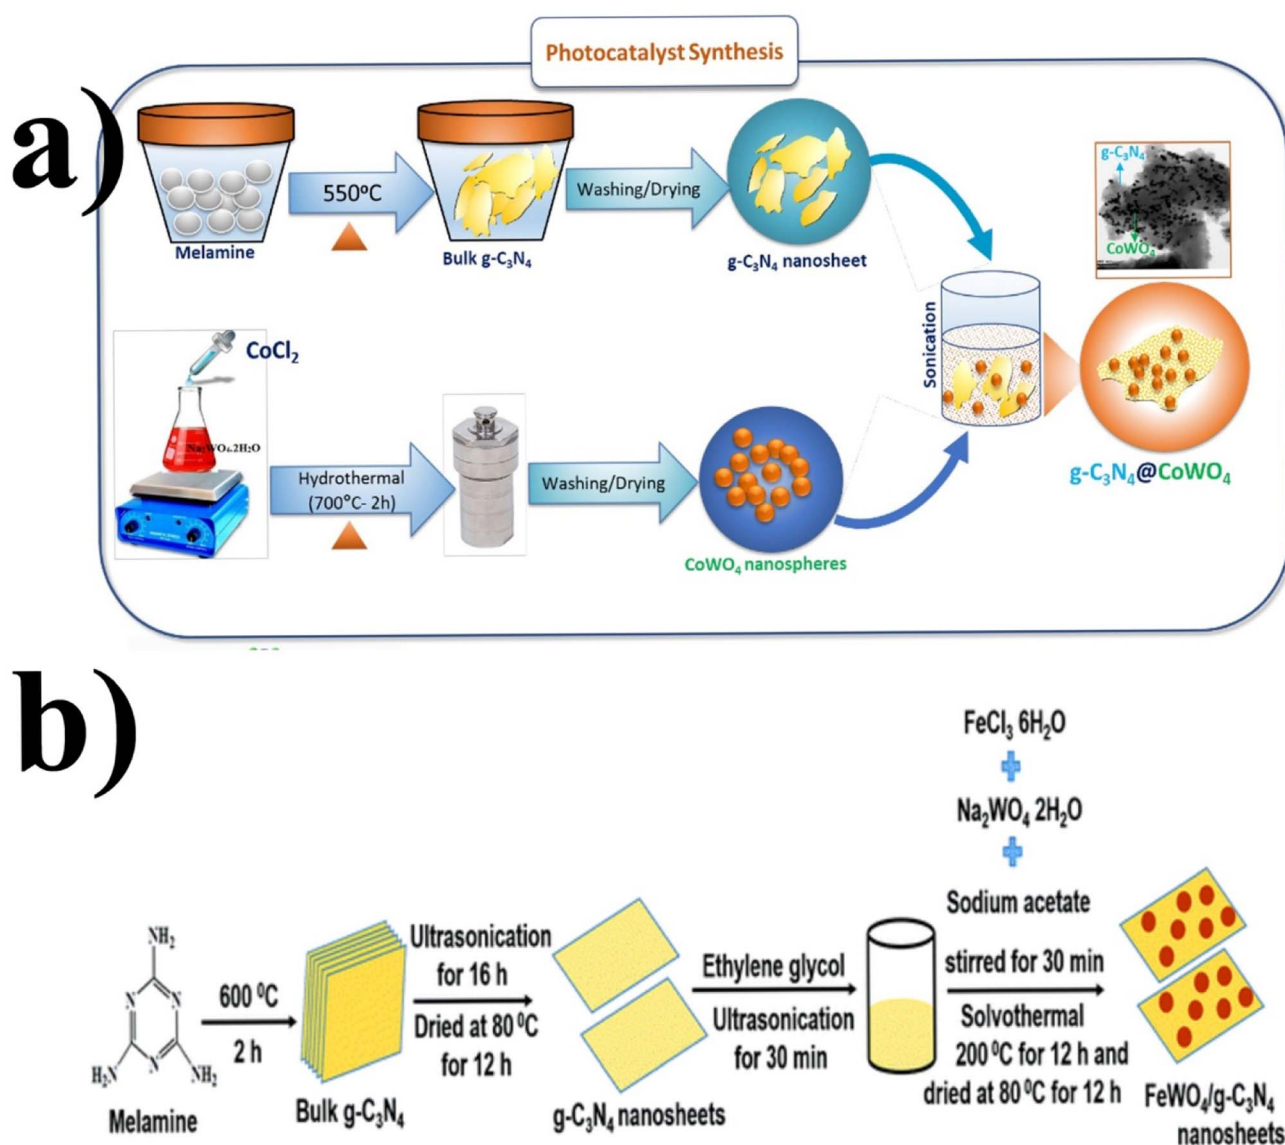 Photocatalyst Synthesis
a)
Melamine
550°C
Bulk g-C₃N₄
Washing/Drying
g-C₃N₄ nanosheet
g-C₃N₄
CoWO₄
Sonication
CoCl₂
Na₂WO₄.2H₂O
Hydrothermal
(700°C- 2h)
Washing/Drying
CoWO₄ nanospheres
g-C₃N₄@CoWO₄
b)
NH₂
N
N
N
H₂N
NH₂
Melamine
600 ⁰C
2 h
Bulk g-C₃N₄
Ultrasonication
for 16 h
Dried at 80 ⁰C
for 12 h
g-C₃N₄ nanosheets
Ethylene glycol
Ultrasonication
for 30 min
FeCl₃ 6H₂O
+
Na₂WO₄ 2H₂O
+
Sodium acetate
stirred for 30 min
Solvothermal
200 ⁰C for 12 h and
dried at 80 ⁰C for 12 h
FeWO₄/g-C₃N₄
nanosheets